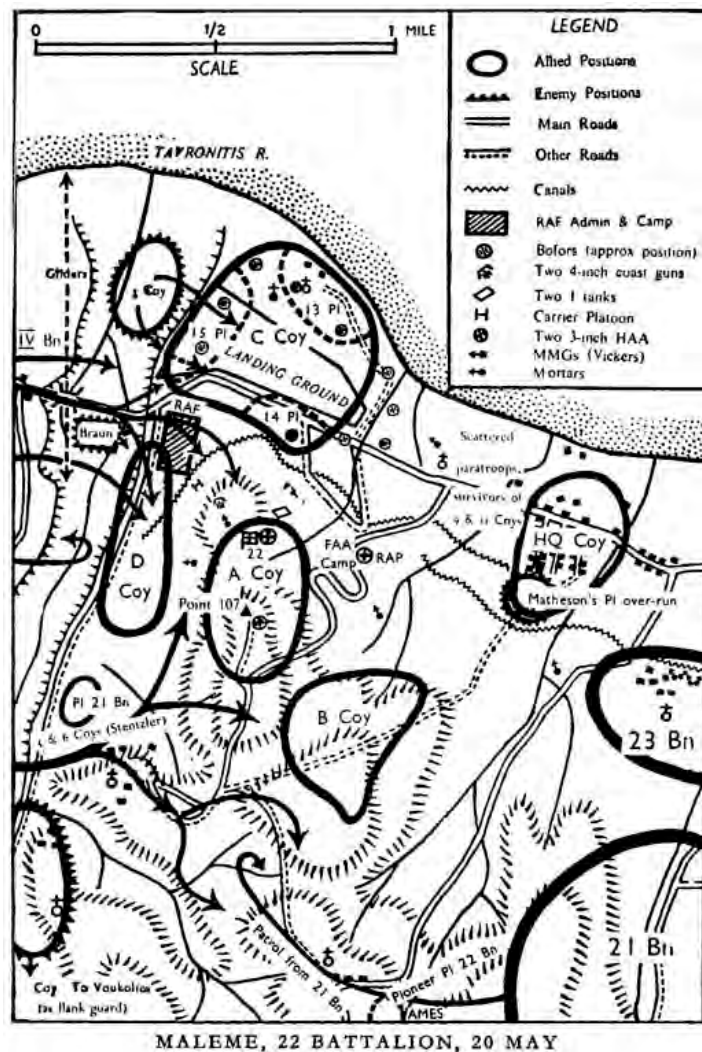 0 1/2 1 MILE
SCALE
LEGEND
Allied Positions
Enemy Positions
Main Roads
Other Roads
Canals
RAF Admin & Camp
Bofors (approx position)
Two 4-inch coast guns
Two I tanks
H Carrier Platoon
Two 3-inch HAA
MMGs (Vickers)
Mortars
TAVRONITIS R.
Gliders
Coy
13 Pl
15 Pl
C Coy
IV Bn
LANDING GROUND
RAF
14 Pl
Braun
Scattered
paratroops,
survivors of
9 & 11 Coys
H
22
FAA
Camp
RAP
HQ Coy
D
Coy
A Coy
Point 107
H
Matheson's Pl over-run
Pl 21 Bn
& 6 Coys (Stentzler)
B Coy
23 Bn
21 Bn
Patrol from 21 Bn
Pioneer Pl 22 Bn
AMES
Coy To Voukolies
(as flank guard)
MALEME, 22 BATTALION, 20 MAY